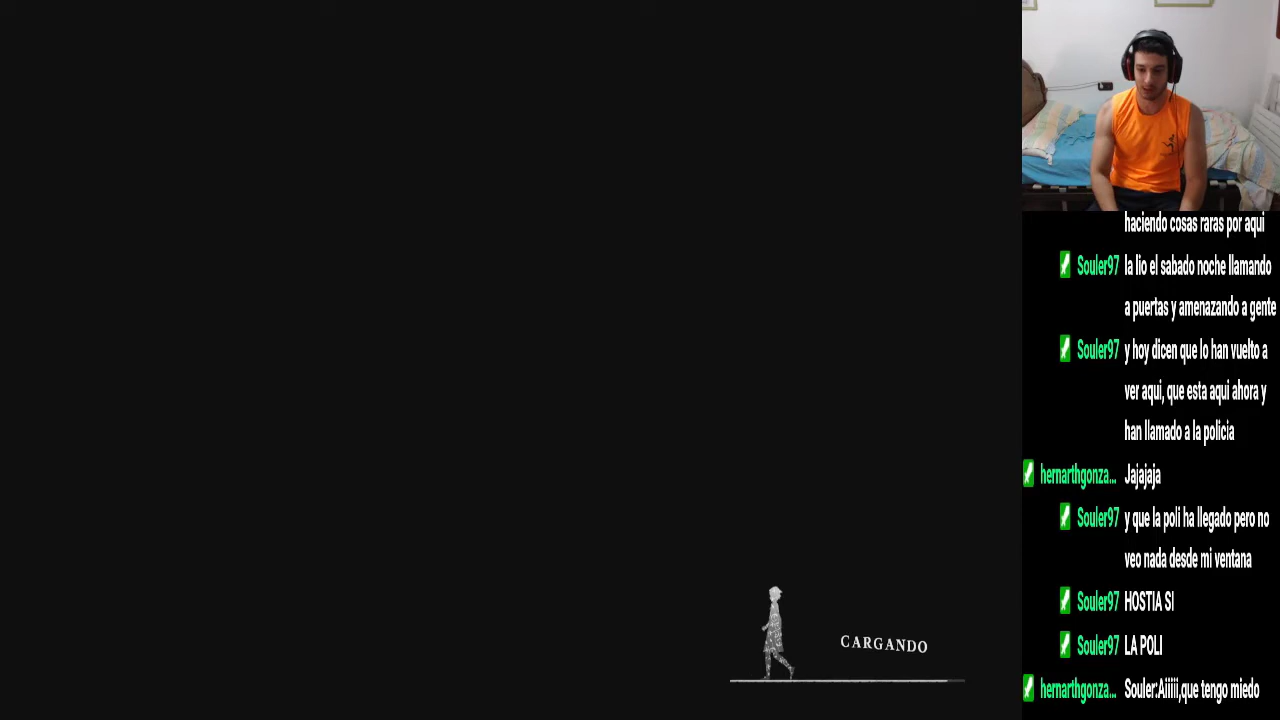 CARGANDO
haciendo cosas raras por aqui
Souler97 la lio el sabado noche llamando
a puertas y amenazando a gente
Souler97 y hoy dicen que lo han vuelto a
ver aqui, que esta aqui ahora y
han llamado a la policia
hernarthgonza... Jajajaja
Souler97 y que la poli ha llegado pero no
veo nada desde mi ventana
Souler97 HOSTIA SI
Souler97 LA POLI
hernarthgonza... Souler:Aiiiii,que tengo miedo